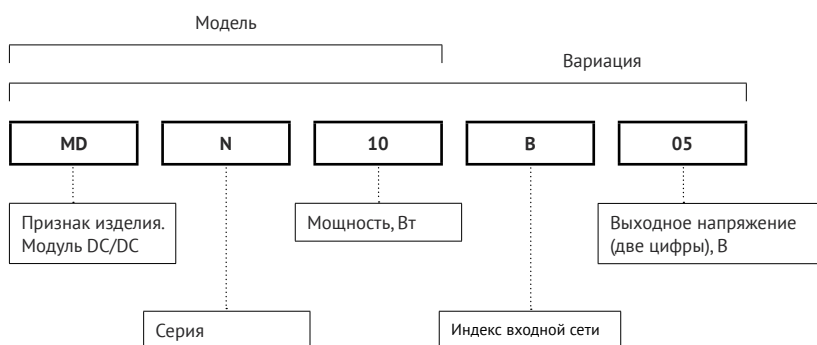 Модель
Вариация
MD
N
10
B
05
Признак изделия.
Модуль DC/DC
Мощность, Вт
Выходное напряжение
(две цифры), В
Серия
Индекс входной сети